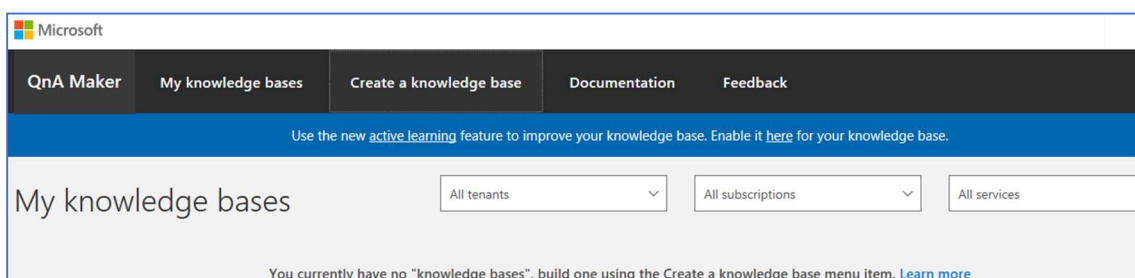 Microsoft
QnA Maker My knowledge bases Create a knowledge base Documentation Feedback
Use the new active learning feature to improve your knowledge base. Enable it here for your knowledge base.
My knowledge bases All tenants All subscriptions All services
You currently have no "knowledge bases", build one using the Create a knowledge base menu item. Learn more